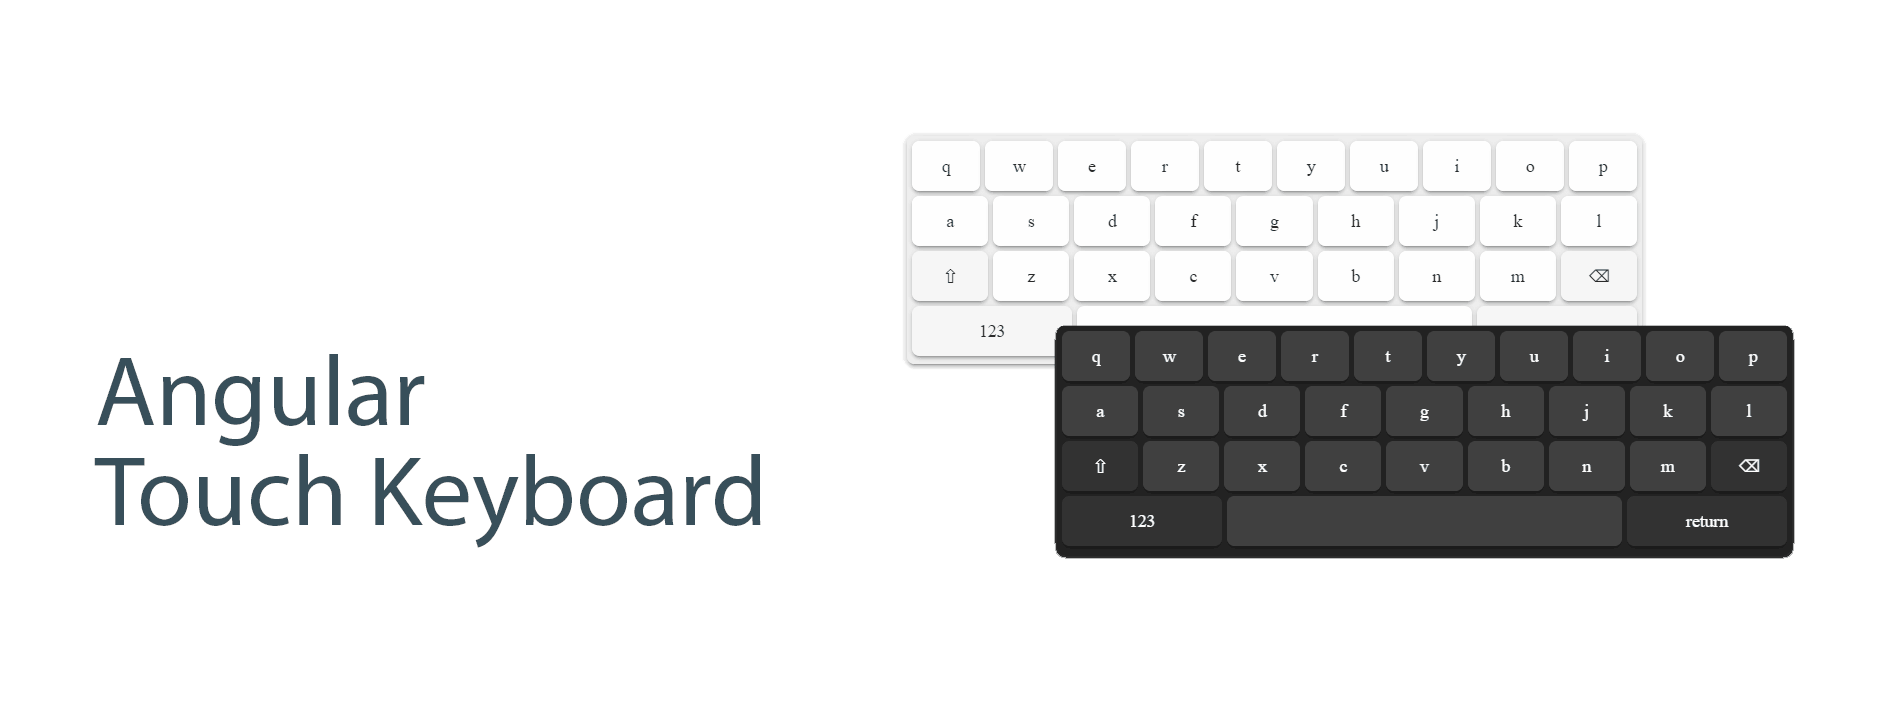 Angular
Touch Keyboard
q w e r t y u i o p
a s d f g h j k l
⇧ z x c v b n m ⌫
123
q w e r t y u i o p
a s d f g h j k l
⇧ z x c v b n m ⌫
123 return